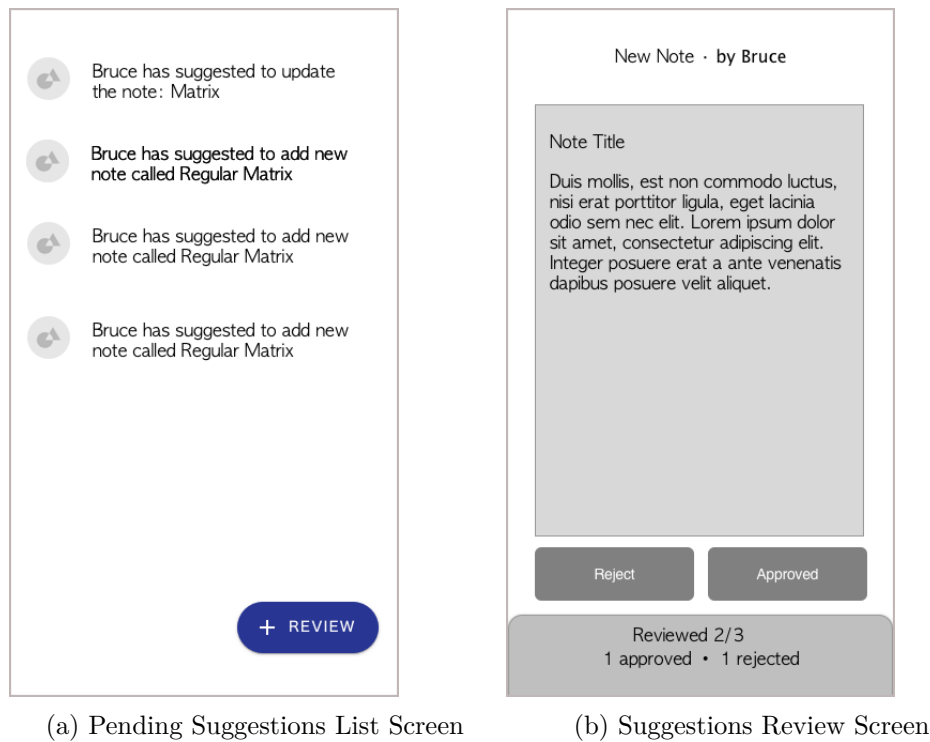 Bruce has suggested to update
the note: Matrix
Bruce has suggested to add new
note called Regular Matrix
Bruce has suggested to add new
note called Regular Matrix
Bruce has suggested to add new
note called Regular Matrix
+ REVIEW
(a) Pending Suggestions List Screen
New Note · by Bruce
Note Title
Duis mollis, est non commodo luctus,
nisi erat porttitor ligula, eget lacinia
odio sem nec elit. Lorem ipsum dolor
sit amet, consectetur adipiscing elit.
Integer posuere erat a ante venenatis
dapibus posuere velit aliquet.
Reject
Approved
Reviewed 2/3
1 approved • 1 rejected
(b) Suggestions Review Screen